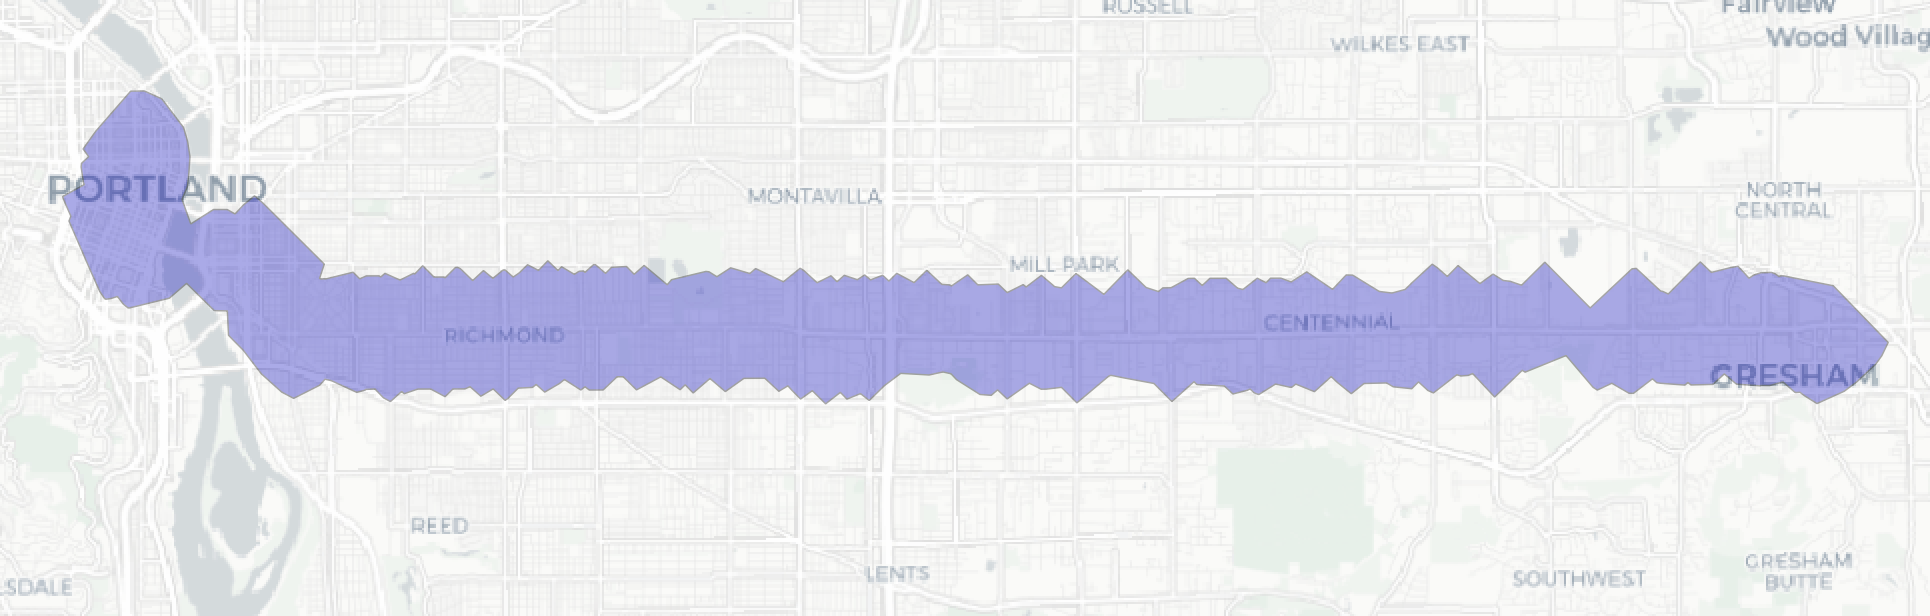 RUSSELL
Fairview
WILKES EAST
Wood Villag
PORTLAND
MONTAVILLA
NORTH
CENTRAL
MILL PARK
RICHMOND
CENTENNIAL
GRESHAM
REED
LENTS
LSDALE
SOUTHWEST
GRESHAM
BUTTE